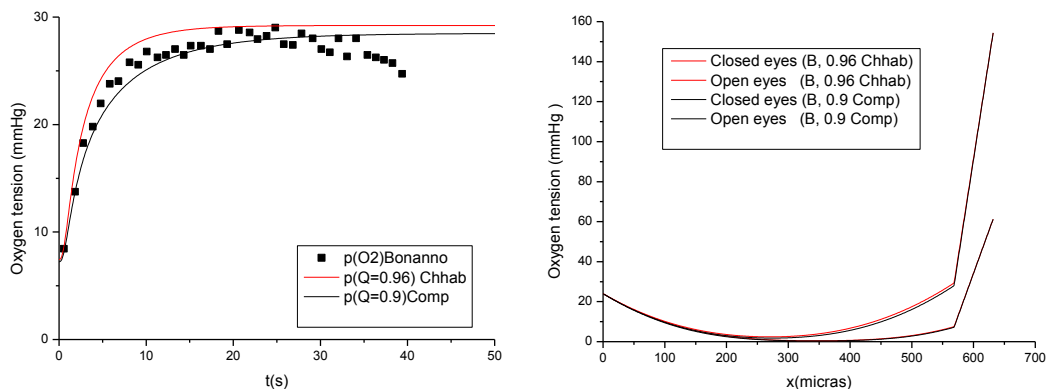 30
20
10
0
0 10 20 30 40 50
Oxygen tension (mmHg)
t(s)
p(O2)Bonanno
p(Q=0.96) Chhab
p(Q=0.9)Comp
160
140
120
100
80
60
40
20
0
0 100 200 300 400 500 600 700
Oxygen tension (mmHg )
x(micras)
Closed eyes (B, 0.96 Chhab)
Open eyes (B, 0.96 Chhab)
Closed eyes (B, 0.9 Comp)
Open eyes (B, 0.9 Comp)